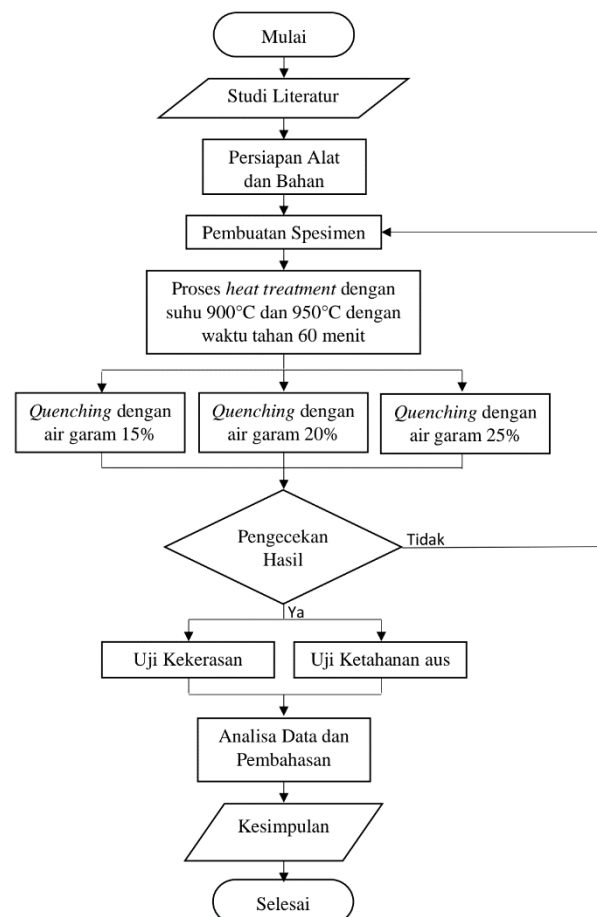 Mulai
Studi Literatur
Persiapan Alat
dan Bahan
Pembuatan Spesimen
Proses heat treatment dengan
suhu 900°C dan 950°C dengan
waktu tahan 60 menit
Quenching dengan
air garam 15%
Quenching dengan
air garam 20%
Quenching dengan
air garam 25%
Pengecekan
Hasil
Tidak
Ya
Uji Kekerasan
Uji Ketahanan aus
Analisa Data dan
Pembahasan
Kesimpulan
Selesai